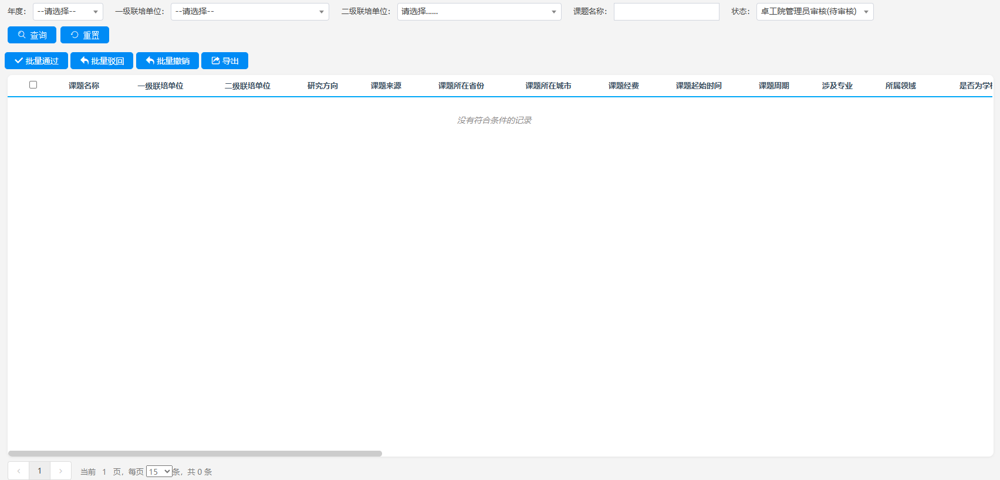 年度： --请选择-- 一级联培单位： --请选择-- 二级联培单位： 请选择...... 课题名称： 状态： 卓工院管理员审核(待审核)
查询 重置
批量通过 批量驳回 批量撤销 导出
课题名称 一级联培单位 二级联培单位 研究方向 课题来源 课题所在省份 课题所在城市 课题经费 课题起始时间 课题周期 涉及专业 所属领域 是否为学
没有符合条件的记录
1 当前 1 页，每页 15 条，共 0 条